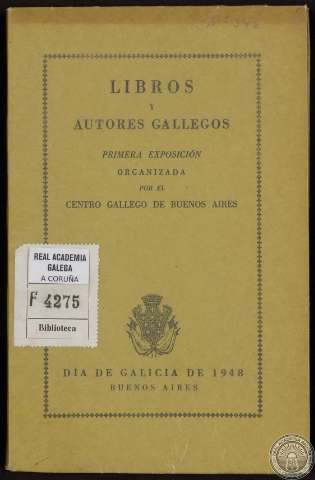 LIBROS
Y
AUTORES GALLEGOS
PRIMERA EXPOSICIÓN
ORGANIZADA
POR EL
CENTRO GALLEGO DE BUENOS AIRES
REAL ACADEMIA
GALEGA
A CORUÑA
F 4275
Biblioteca
DÍA DE GALICIA DE 1948
BUENOS AIRES